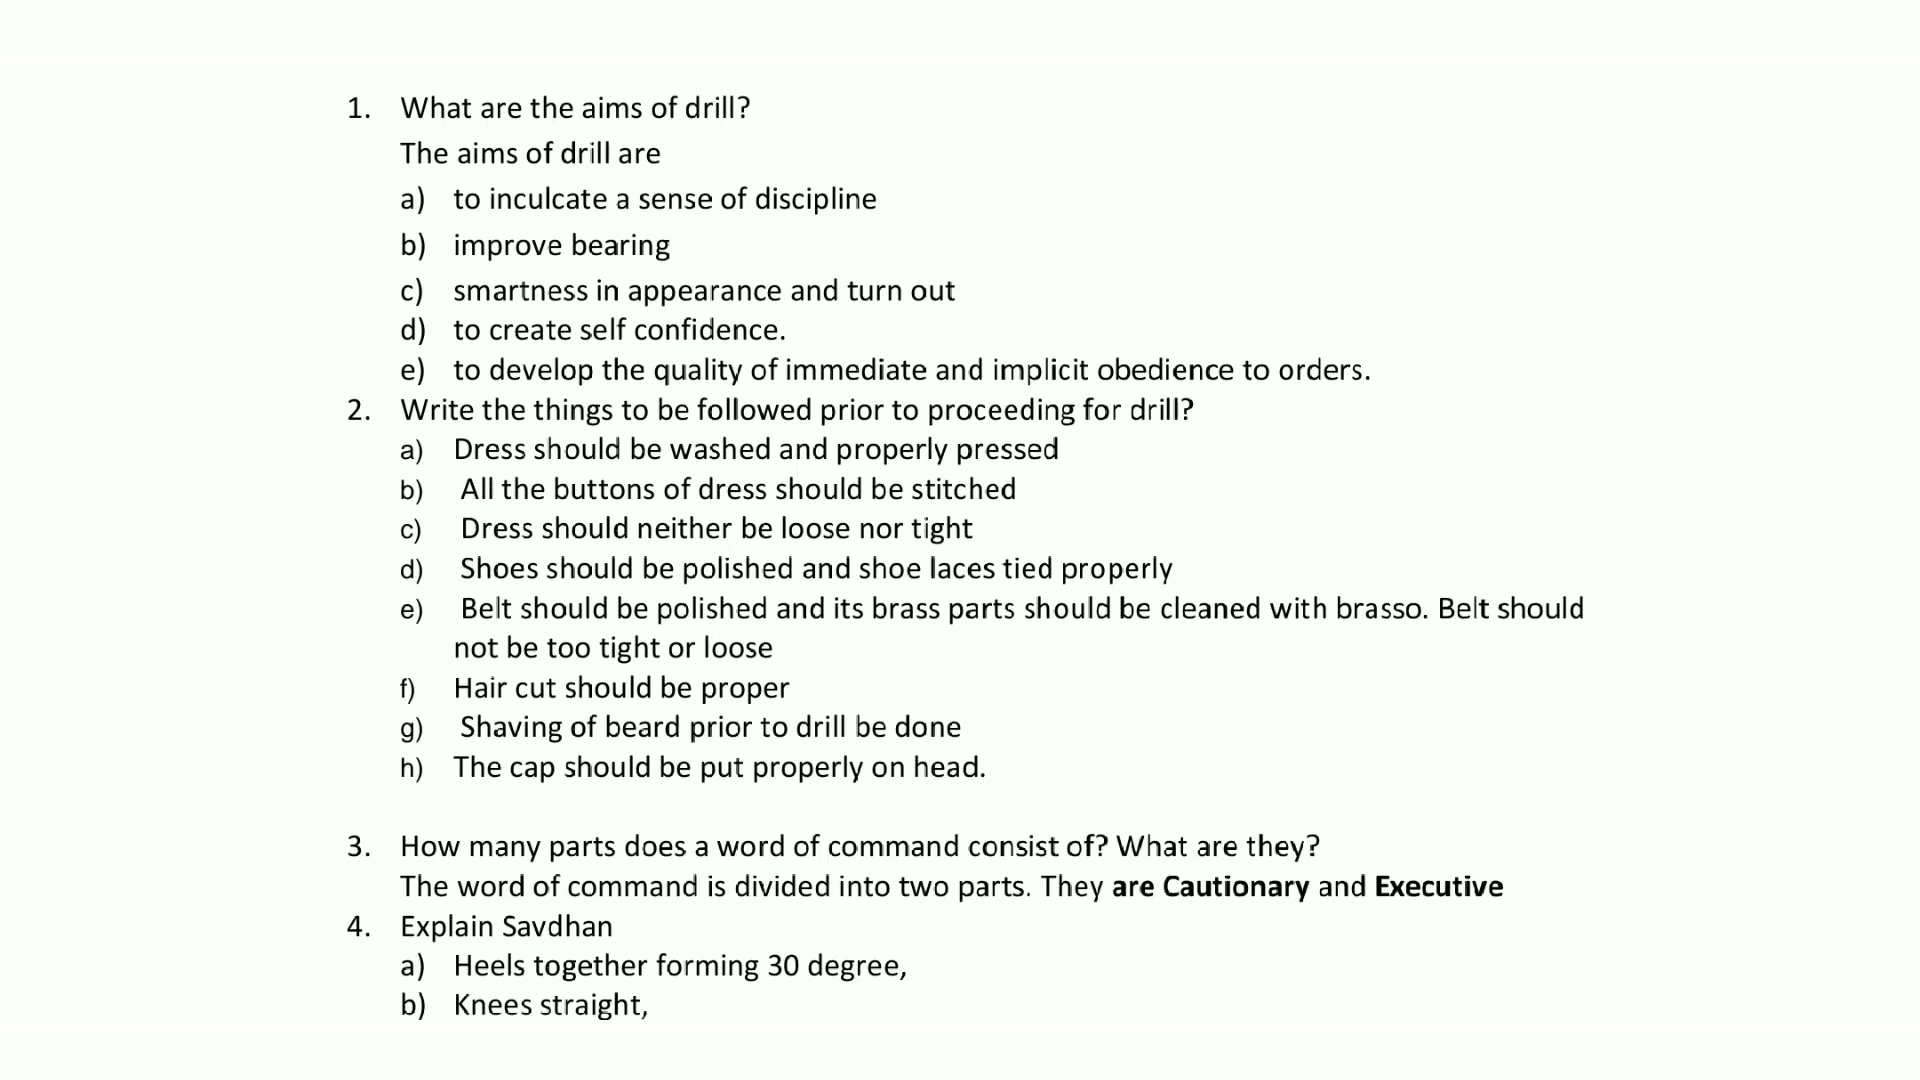 1. What are the aims of drill?
The aims of drill are
a) to inculcate a sense of discipline
b) improve bearing
c) smartness in appearance and turn out
d) to create self confidence.
e) to develop the quality of immediate and implicit obedience to orders.
2. Write the things to be followed prior to proceeding for drill?
a) Dress should be washed and properly pressed
b) All the buttons of dress should be stitched
c) Dress should neither be loose nor tight
d) Shoes should be polished and shoe laces tied properly
e) Belt should be polished and its brass parts should be cleaned with brasso. Belt should
not be too tight or loose
f) Hair cut should be proper
g) Shaving of beard prior to drill be done
h) The cap should be put properly on head.
3. How many parts does a word of command consist of? What are they?
The word of command is divided into two parts. They are Cautionary and Executive
4. Explain Savdhan
a) Heels together forming 30 degree,
b) Knees straight,